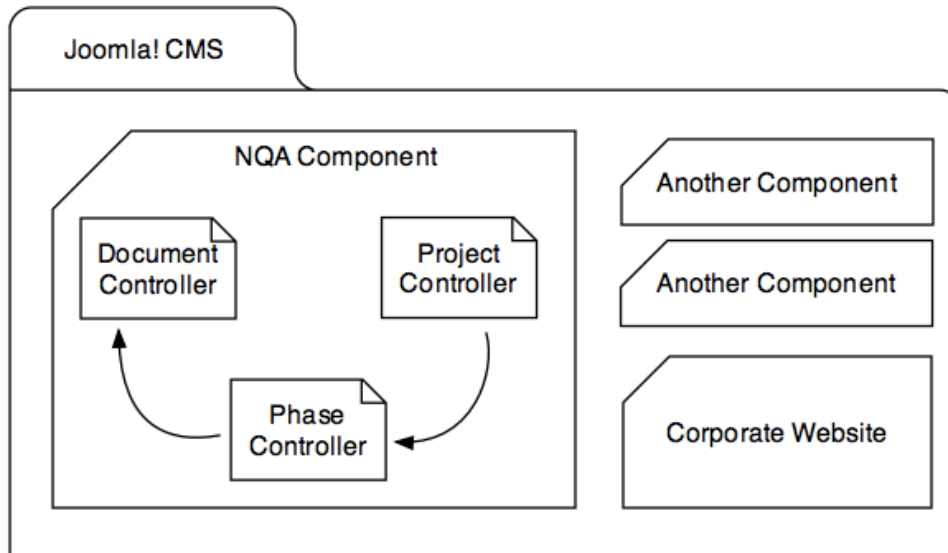 Joomla! CMS
NQA Component
Document
Controller
Project
Controller
Phase
Controller
Another Component
Another Component
Corporate Website